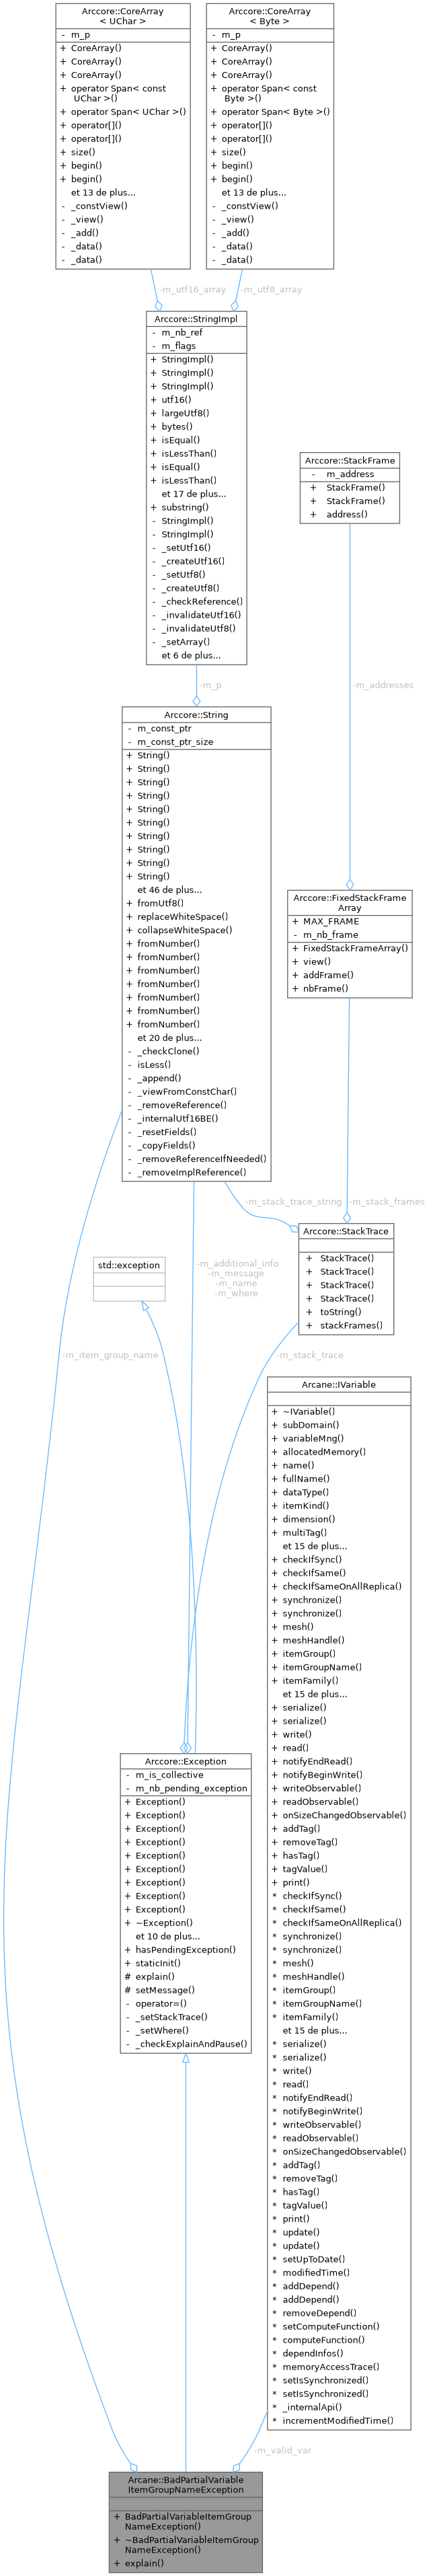 Arccore::CoreArray
< UChar >
- m_p
+ CoreArray()
+ CoreArray()
+ CoreArray()
+ operator Span< const
UChar >()
+ operator Span< UChar >()
+ operator[]()
+ operator[]()
+ size()
+ begin()
+ begin()
et 13 de plus...
- _constView()
- _view()
- _add()
- _data()
- _data()
Arccore::CoreArray
< Byte >
- m_p
+ CoreArray()
+ CoreArray()
+ CoreArray()
+ operator Span< const
Byte >()
+ operator Span< Byte >()
+ operator[]()
+ operator[]()
+ size()
+ begin()
+ begin()
et 13 de plus...
- _constView()
- _view()
- _add()
- _data()
- _data()
-m_utf16_array
-m_utf8_array
Arccore::StringImpl
- m_nb_ref
- m_flags
+ StringImpl()
+ StringImpl()
+ StringImpl()
+ utf16()
+ largeUtf8()
+ bytes()
+ isEqual()
+ isLessThan()
+ isEqual()
+ isLessThan()
et 17 de plus...
+ substring()
- StringImpl()
- StringImpl()
- _setUtf16()
- _createUtf16()
- _setUtf8()
- _createUtf8()
- _checkReference()
- _invalidateUtf16()
- _invalidateUtf8()
- _setArray()
et 6 de plus...
Arccore::StackFrame
- m_address
+ StackFrame()
+ StackFrame()
+ address()
-m_p
-m_addresses
Arccore::String
- m_const_ptr
- m_const_ptr_size
+ String()
+ String()
+ String()
+ String()
+ String()
+ String()
+ String()
+ String()
+ String()
+ String()
et 46 de plus...
+ fromUtf8()
+ replaceWhiteSpace()
+ collapseWhiteSpace()
+ fromNumber()
+ fromNumber()
+ fromNumber()
+ fromNumber()
+ fromNumber()
+ fromNumber()
+ fromNumber()
et 20 de plus...
- _checkClone()
- isLess()
- _append()
- _viewFromConstChar()
- _removeReference()
- _internalUtf16BE()
- _resetFields()
- _copyFields()
- _removeReferenceIfNeeded()
- _removeImplReference()
Arccore::FixedStackFrame
Array
+ MAX_FRAME
- m_nb_frame
+ FixedStackFrameArray()
+ view()
+ addFrame()
+ nbFrame()
-m_stack_trace_string
-m_stack_frames
Arccore::StackTrace
+ StackTrace()
+ StackTrace()
+ StackTrace()
+ StackTrace()
+ toString()
+ stackFrames()
std::exception
-m_additional_info
-m_message
-m_name
-m_where
-m_item_group_name
-m_stack_trace
Arcane::IVariable
+ ~IVariable()
+ subDomain()
+ variableMng()
+ allocatedMemory()
+ name()
+ fullName()
+ dataType()
+ itemKind()
+ dimension()
+ multiTag()
et 15 de plus...
+ checkIfSync()
+ checkIfSame()
+ checkIfSameOnAllReplica()
+ synchronize()
+ synchronize()
+ mesh()
+ meshHandle()
+ itemGroup()
+ itemGroupName()
+ itemFamily()
et 15 de plus...
+ serialize()
+ serialize()
+ write()
+ read()
+ notifyEndRead()
+ notifyBeginWrite()
+ writeObservable()
+ readObservable()
+ onSizeChangedObservable()
+ addTag()
+ removeTag()
+ hasTag()
+ tagValue()
+ print()
* checkIfSync()
* checkIfSame()
* checkIfSameOnAllReplica()
* synchronize()
* synchronize()
* mesh()
* meshHandle()
* itemGroup()
* itemGroupName()
* itemFamily()
et 15 de plus...
* serialize()
* serialize()
* write()
* read()
* notifyEndRead()
* notifyBeginWrite()
* writeObservable()
* readObservable()
* onSizeChangedObservable()
* addTag()
* removeTag()
* hasTag()
* tagValue()
* print()
* update()
* update()
* setUpToDate()
* modifiedTime()
* addDepend()
* addDepend()
* removeDepend()
* setComputeFunction()
* computeFunction()
* dependInfos()
* memoryAccessTrace()
* setIsSynchronized()
* setIsSynchronized()
* _internalApi()
* incrementModifiedTime()
Arccore::Exception
- m_is_collective
- m_nb_pending_exception
+ Exception()
+ Exception()
+ Exception()
+ Exception()
+ Exception()
+ Exception()
+ Exception()
+ Exception()
+ Exception()
+ ~Exception()
et 10 de plus...
+ hasPendingException()
+ staticInit()
# explain()
# setMessage()
- operator=()
- _setStackTrace()
- _setWhere()
- _checkExplainAndPause()
-m_valid_var
Arcane::BadPartialVariable
ItemGroupNameException
+ BadPartialVariableItemGroup
NameException()
+ ~BadPartialVariableItemGroup
NameException()
+ explain()